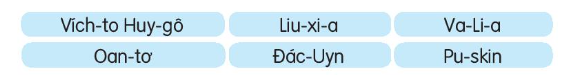 Vích-to Huy-gô Liu-xi-a Va-Li-a
Oan-tơ Đác-Uyn Pu-skin